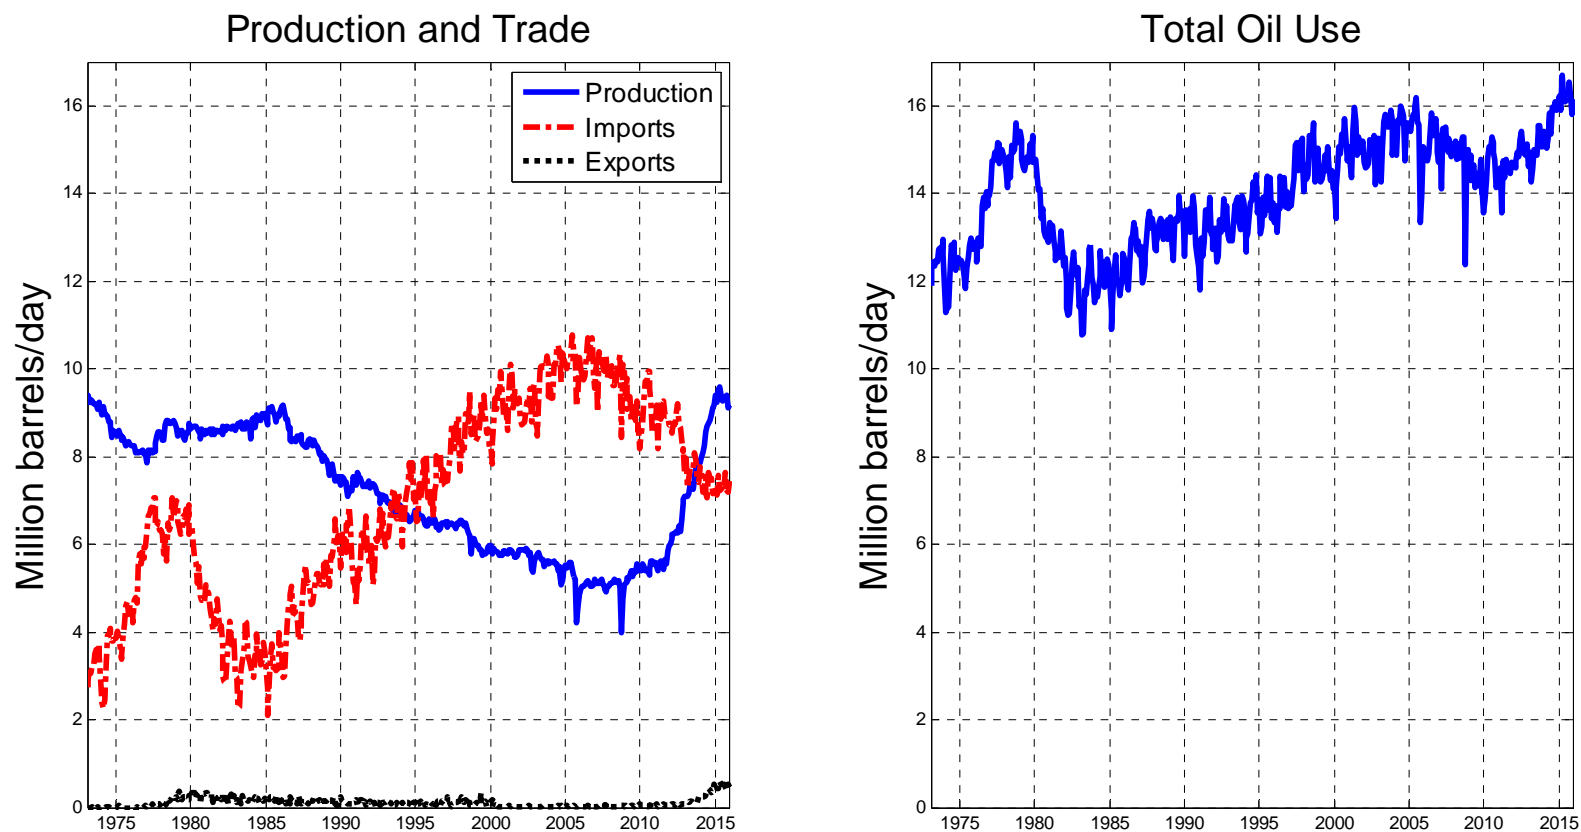 Production and Trade
Million barrels/day
16
14
12
10
8
6
4
2
0
1975 1980 1985 1990 1995 2000 2005 2010 2015
Production
Imports
Exports
Total Oil Use
Million barrels/day
16
14
12
10
8
6
4
2
0
1975 1980 1985 1990 1995 2000 2005 2010 2015